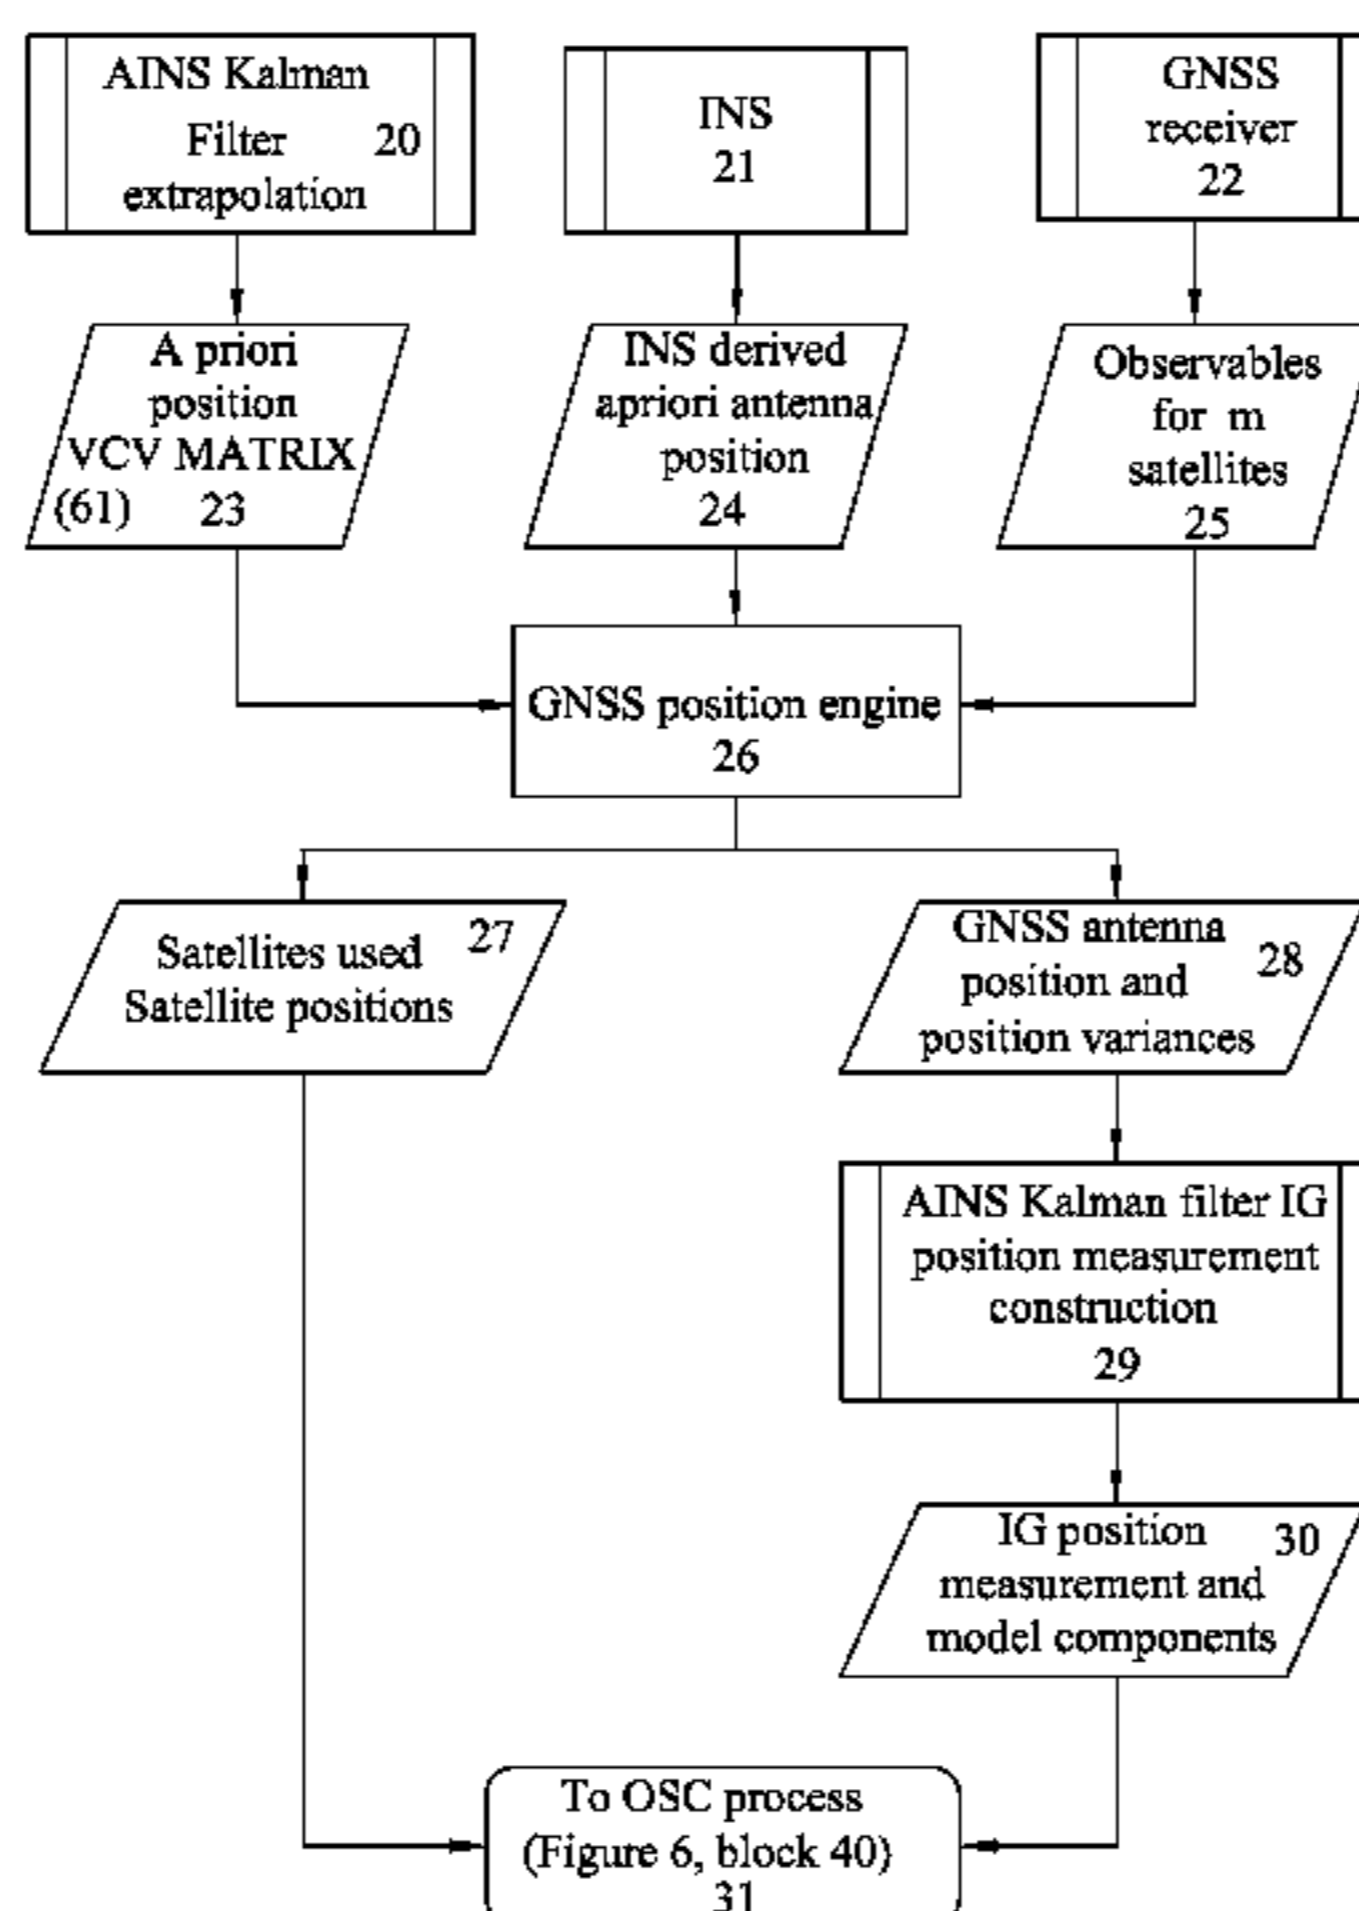 AINS Kalman
Filter 20
extrapolation
INS
21
GNSS
receiver
22
A priori
position
VCV MATRIX
(61) 23
INS derived
apriori antenna
position
24
Observables
for m
satellites
25
GNSS position engine
26
Satellites used 27
Satellite positions
GNSS antenna
position and 28
position variances
AINS Kalman filter IG
position measurement
construction
29
IG position 30
measurement and
model components
To OSC process
(Figure 6, block 40)
31